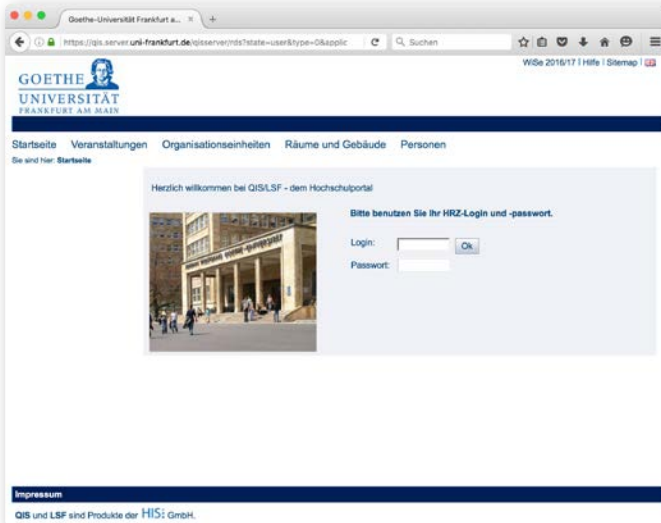 Goethe-Universität Frankfurt a...
https://qis.server.uni-frankfurt.de/qisserver/rds?state=user&type=0&applic
Suchen
WiSe 2016/17 | Hilfe | Sitemap |
GOETHE
UNIVERSITÄT
FRANKFURT AM MAIN
Startseite Veranstaltungen Organisationseinheiten Räume und Gebäude Personen
Sie sind hier: Startseite
Herzlich willkommen bei QIS/LSF - dem Hochschulportal
Bitte benutzen Sie Ihr HRZ-Login und -passwort.
Login: Ok
Passwort:
Impressum
QIS und LSF sind Produkte der HIS: GmbH.